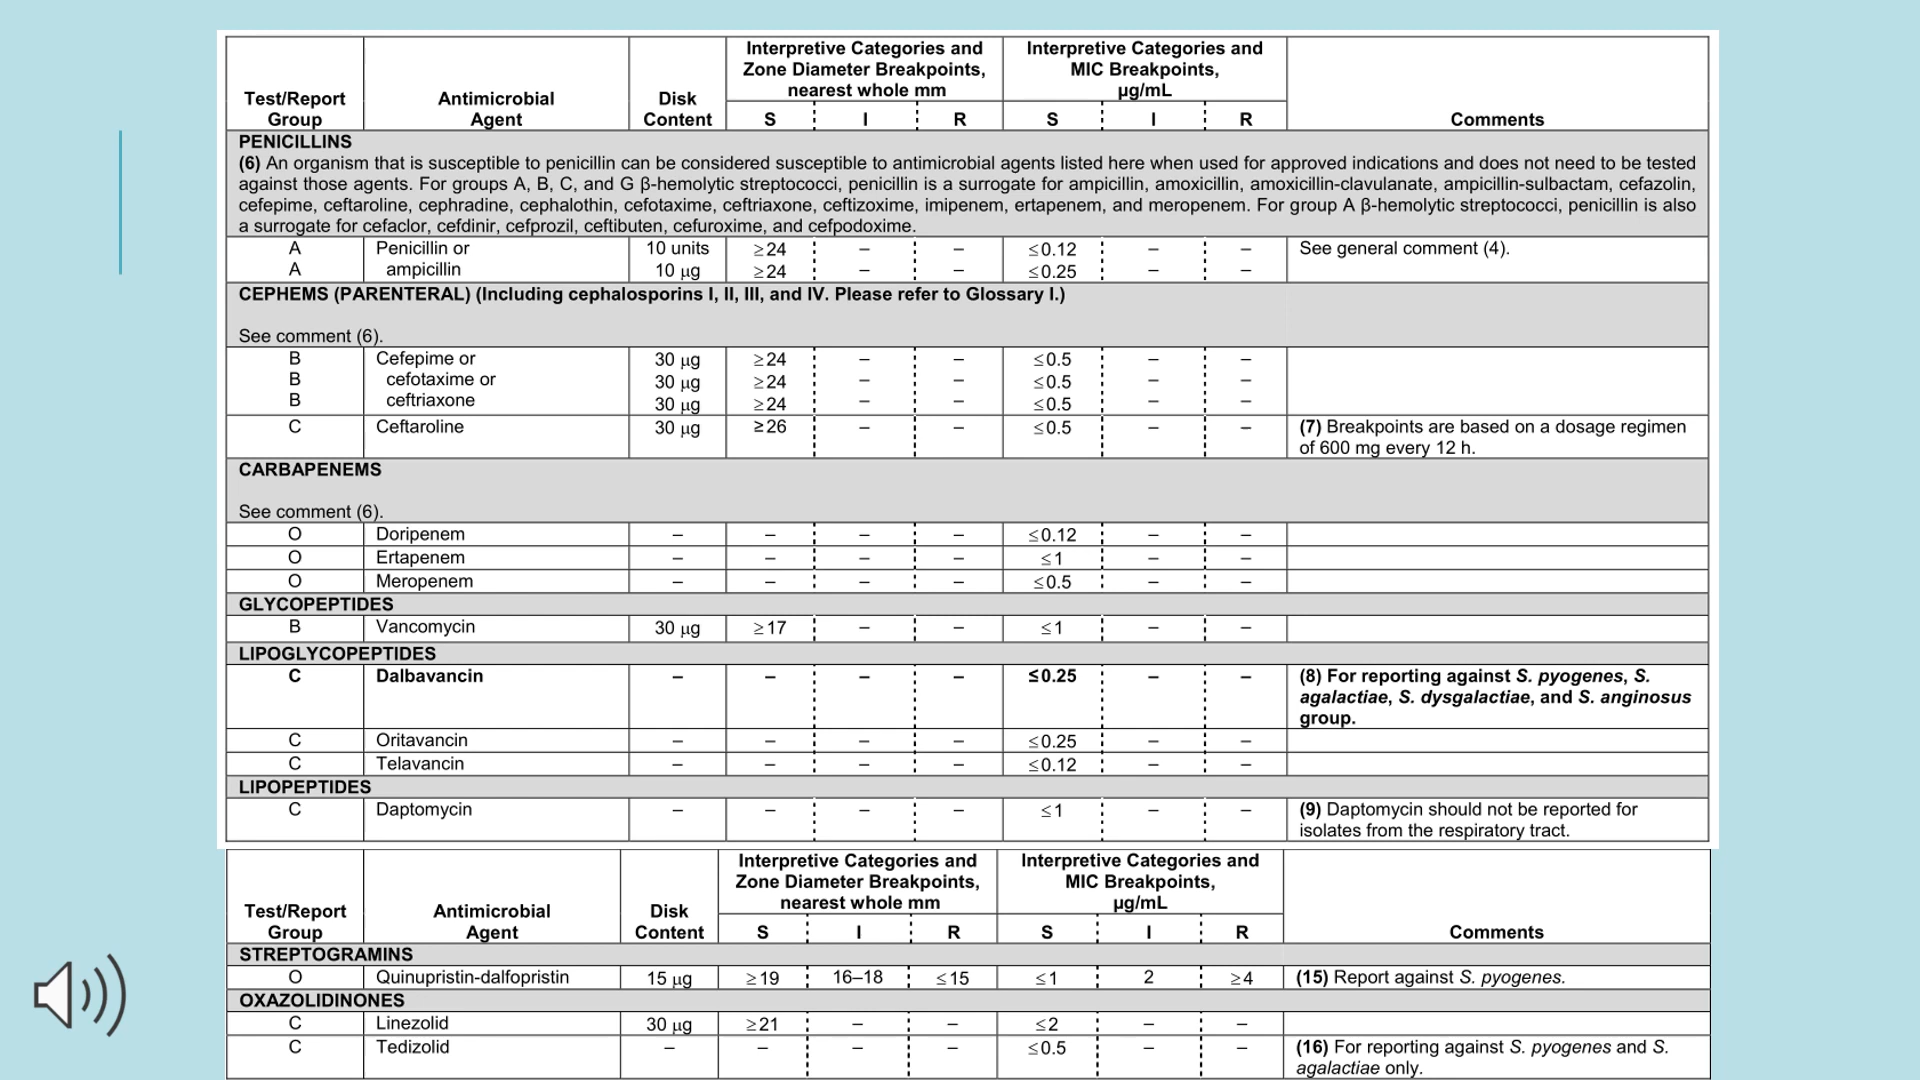 Test/Report Group | Antimicrobial Agent | Disk Content | Interpretive Categories and Zone Diameter Breakpoints, nearest whole mm | Interpretive Categories and MIC Breakpoints, µg/mL | Comments
S | I | R | S | I | R
PENICILLINS
(6) An organism that is susceptible to penicillin can be considered susceptible to antimicrobial agents listed here when used for approved indications and does not need to be tested
against those agents. For groups A, B, C, and G β-hemolytic streptococci, penicillin is a surrogate for ampicillin, amoxicillin, amoxicillin-clavulanate, ampicillin-sulbactam, cefazolin,
cefepime, ceftaroline, cephradine, cephalothin, cefotaxime, ceftriaxone, ceftizoxime, imipenem, ertapenem, and meropenem. For group A β-hemolytic streptococci, penicillin is also
a surrogate for cefaclor, cefdinir, cefprozil, ceftibuten, cefuroxime, and cefpodoxime.
A | Penicillin or | 10 units | ≥24 | – | – | ≤0.12 | – | – | See general comment (4).
A | ampicillin | 10 µg | ≥24 | – | – | ≤0.25 | – | –
CEPHEMS (PARENTERAL) (Including cephalosporins I, II, III, and IV. Please refer to Glossary I.)
See comment (6).
B | Cefepime or | 30 µg | ≥24 | – | – | ≤0.5 | – | –
B | cefotaxime or | 30 µg | ≥24 | – | – | ≤0.5 | – | –
B | ceftriaxone | 30 µg | ≥24 | – | – | ≤0.5 | – | –
C | Ceftaroline | 30 µg | ≥26 | – | – | ≤0.5 | – | – | (7) Breakpoints are based on a dosage regimen
of 600 mg every 12 h.
CARBAPENEMS
See comment (6).
O | Doripenem | – | – | – | – | ≤0.12 | – | –
O | Ertapenem | – | – | – | – | ≤1 | – | –
O | Meropenem | – | – | – | – | ≤0.5 | – | –
GLYCOPEPTIDES
B | Vancomycin | 30 µg | ≥17 | – | – | ≤1 | – | –
LIPOGLYCOPEPTIDES
C | Dalbavancin | – | – | – | – | ≤0.25 | – | – | (8) For reporting against S. pyogenes, S.
agalactiae, S. dysgalactiae, and S. anginosus
group.
C | Oritavancin | – | – | – | – | ≤0.25 | – | –
C | Telavancin | – | – | – | – | ≤0.12 | – | –
LIPOPEPTIDES
C | Daptomycin | – | – | – | – | ≤1 | – | – | (9) Daptomycin should not be reported for
isolates from the respiratory tract.
Test/Report Group | Antimicrobial Agent | Disk Content | Interpretive Categories and Zone Diameter Breakpoints, nearest whole mm | Interpretive Categories and MIC Breakpoints, µg/mL | Comments
S | I | R | S | I | R
STREPTOGRAMINS
O | Quinupristin-dalfopristin | 15 µg | ≥19 | 16–18 | ≤15 | ≤1 | 2 | ≥4 | (15) Report against S. pyogenes.
OXAZOLIDINONES
C | Linezolid | 30 µg | ≥21 | – | – | ≤2 | – | –
C | Tedizolid | – | – | – | – | ≤0.5 | – | – | (16) For reporting against S. pyogenes and S.
agalactiae only.